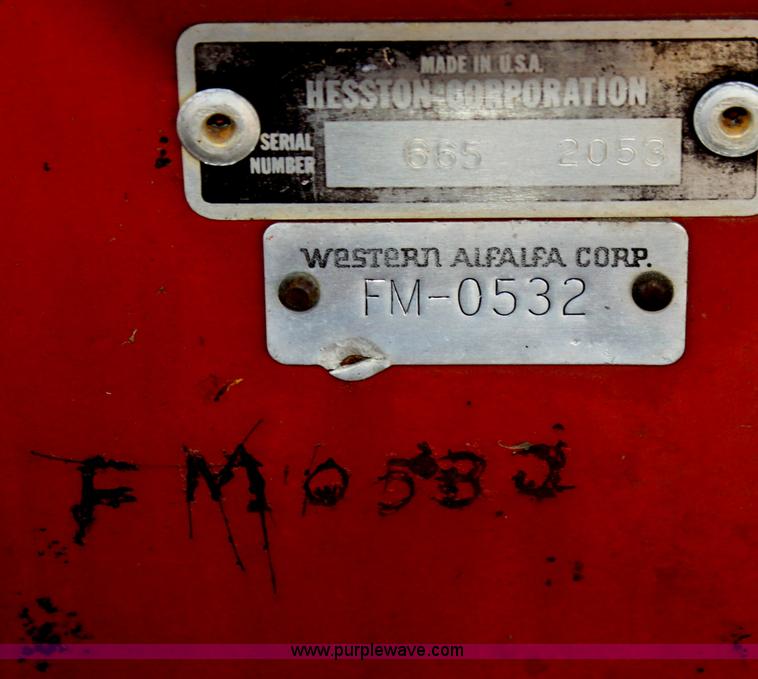 MADE IN U.S.A.
HESSTON CORPORATION
SERIAL NUMBER 665 2053
WESTERN ALFALFA CORP.
FM-0532
FM0532
www.purplewave.com